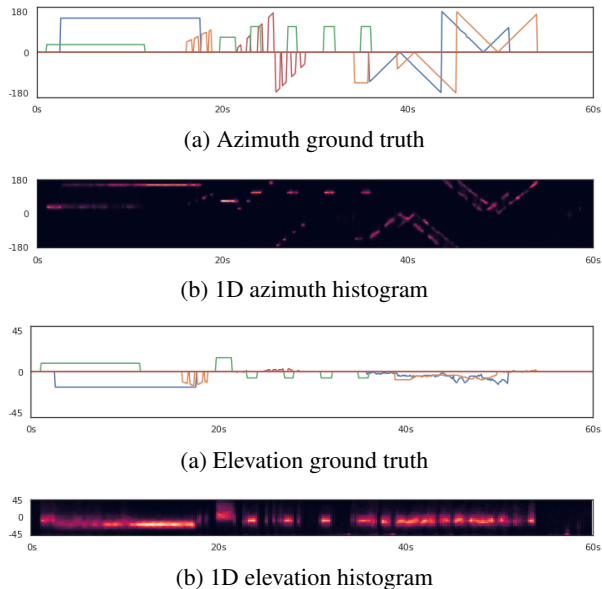 180
0
-180
0s 20s 40s 60s
(a) Azimuth ground truth
180
0
-180
0s 20s 40s 60s
(b) 1D azimuth histogram
45
0
-45
0s 20s 40s 60s
(a) Elevation ground truth
45
0
-45
0s 20s 40s 60s
(b) 1D elevation histogram